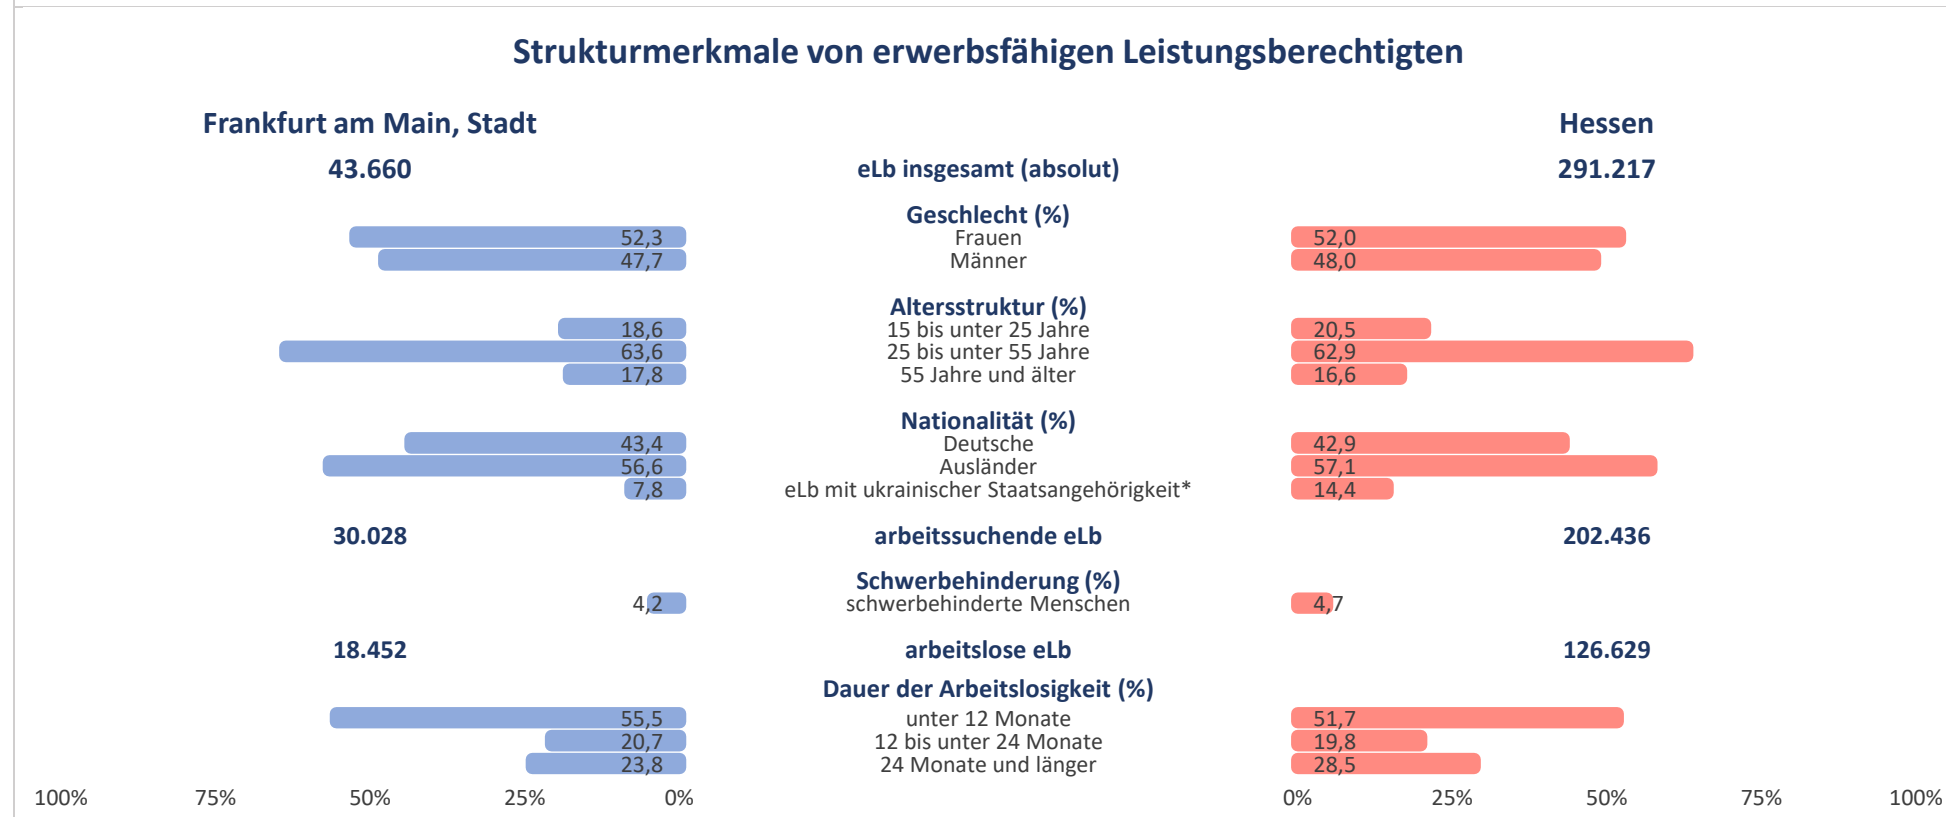 Strukturmerkmale von erwerbsfähigen Leistungsberechtigten
Frankfurt am Main, Stadt Hessen
43.660 eLb insgesamt (absolut) 291.217
Geschlecht (%)
52,3 Frauen 52,0
47,7 Männer 48,0
Altersstruktur (%)
18,6 15 bis unter 25 Jahre 20,5
63,6 25 bis unter 55 Jahre 62,9
17,8 55 Jahre und älter 16,6
Nationalität (%)
43,4 Deutsche 42,9
56,6 Ausländer 57,1
7,8 eLb mit ukrainischer Staatsangehörigkeit* 14,4
30.028 arbeitssuchende eLb 202.436
Schwerbehinderung (%)
4,2 schwerbehinderte Menschen 4,7
18.452 arbeitslose eLb 126.629
Dauer der Arbeitslosigkeit (%)
55,5 unter 12 Monate 51,7
20,7 12 bis unter 24 Monate 19,8
23,8 24 Monate und länger 28,5
100% 75% 50% 25% 0% 0% 25% 50% 75% 100%